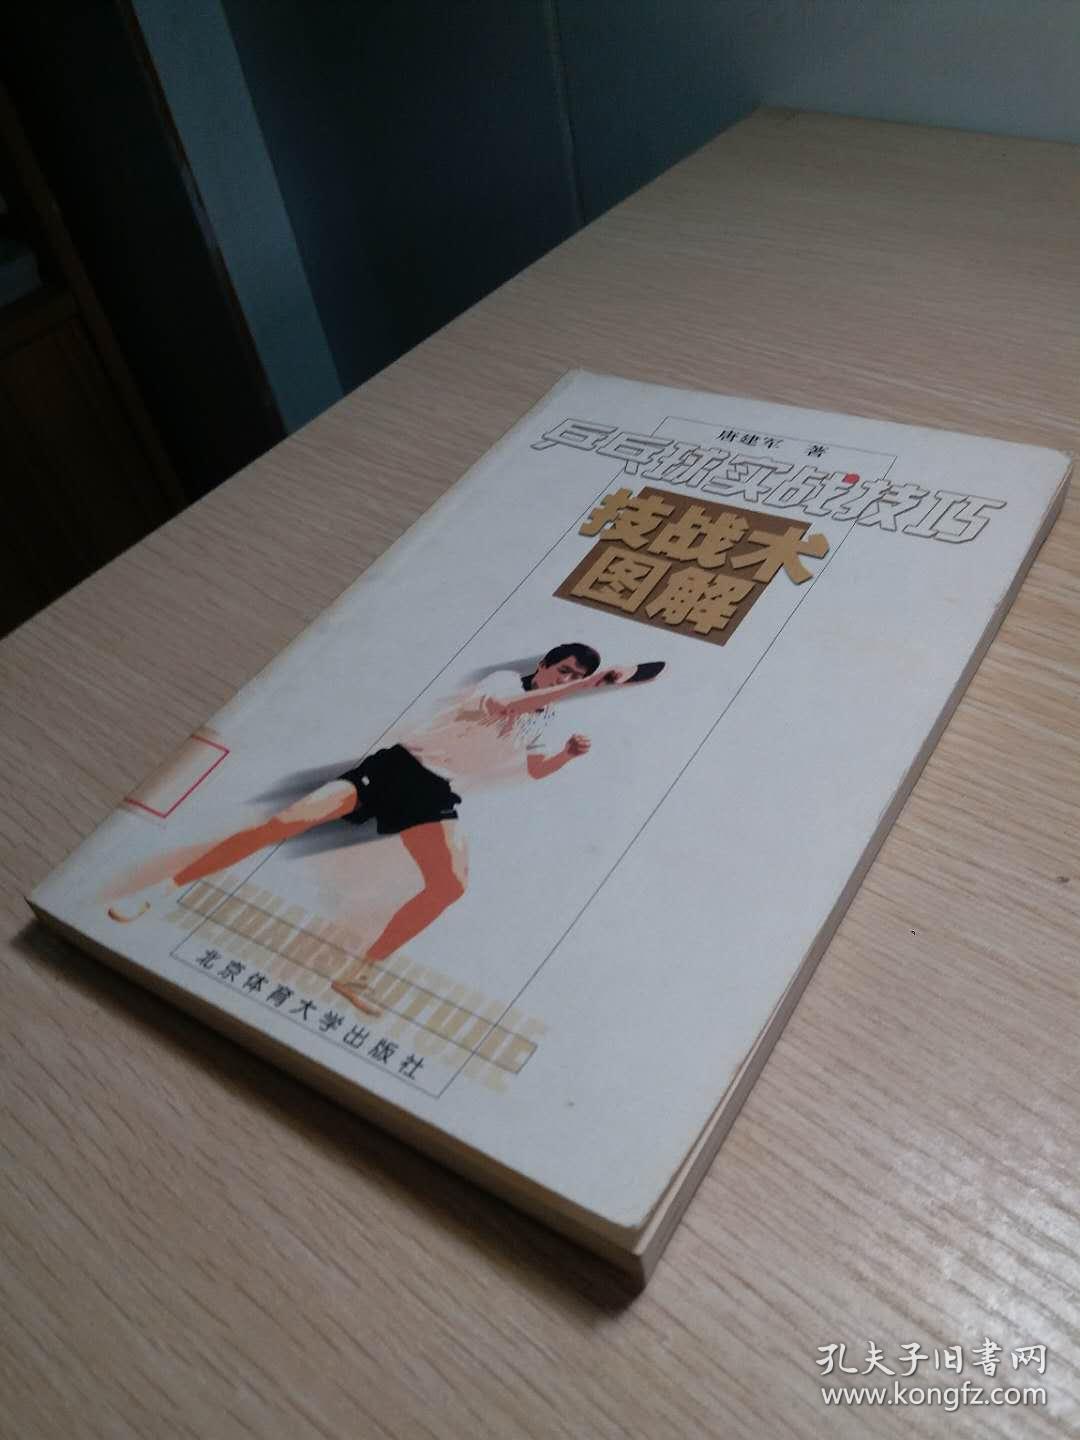 唐建军 著
乒乓球实战技巧
技战术
图解
JIZHANSHUTUJIE
北京体育大学出版社
孔夫子旧书网
www.kongfz.com